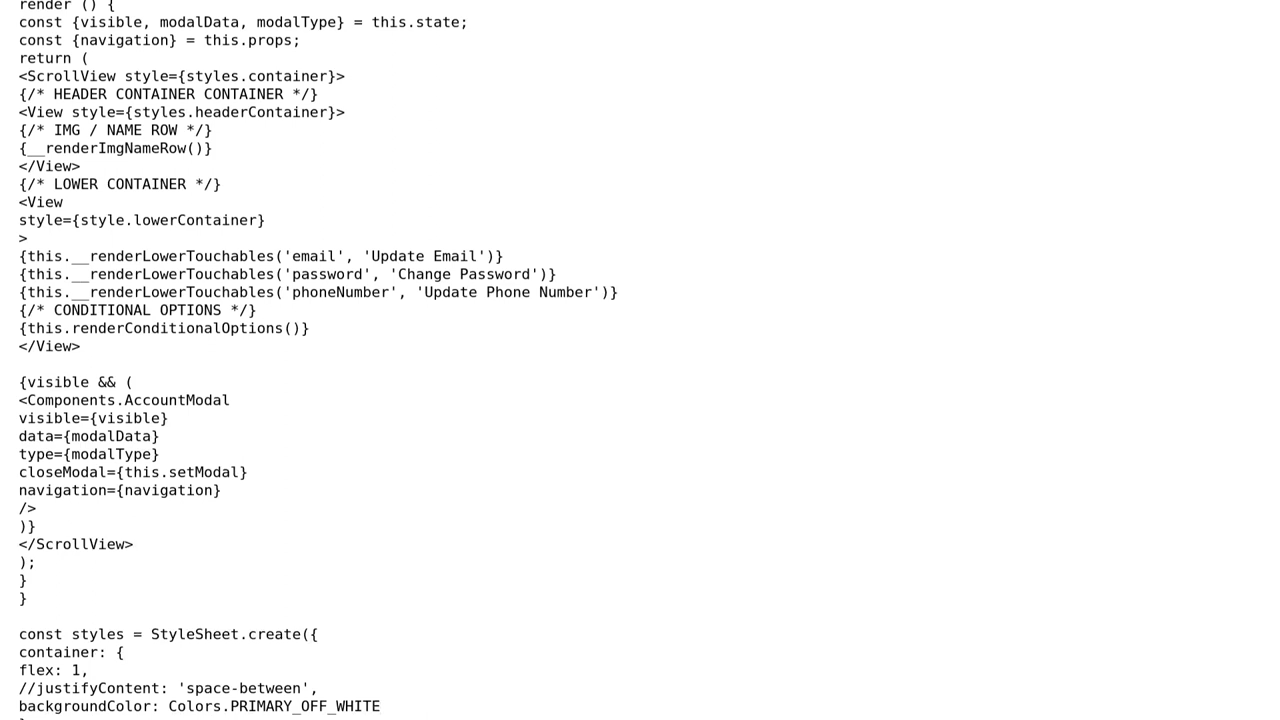 render () {
const {visible, modalData, modalType} = this.state;
const {navigation} = this.props;
return (
<ScrollView style={styles.container}>
{/* HEADER CONTAINER CONTAINER */}
<View style={styles.headerContainer}>
{/* IMG / NAME ROW */}
{__renderImgNameRow()}
</View>
{/* LOWER CONTAINER */}
<View
style={style.lowerContainer}
>
{this.__renderLowerTouchables('email', 'Update Email')}
{this.__renderLowerTouchables('password', 'Change Password')}
{this.__renderLowerTouchables('phoneNumber', 'Update Phone Number')}
{/* CONDITIONAL OPTIONS */}
{this.renderConditionalOptions()}
</View>

{visible && (
<Components.AccountModal
visible={visible}
data={modalData}
type={modalType}
closeModal={this.setModal}
navigation={navigation}
/>
)}
</ScrollView>
);
}
}

const styles = StyleSheet.create({
container: {
flex: 1,
//justifyContent: 'space-between',
backgroundColor: Colors.PRIMARY_OFF_WHITE